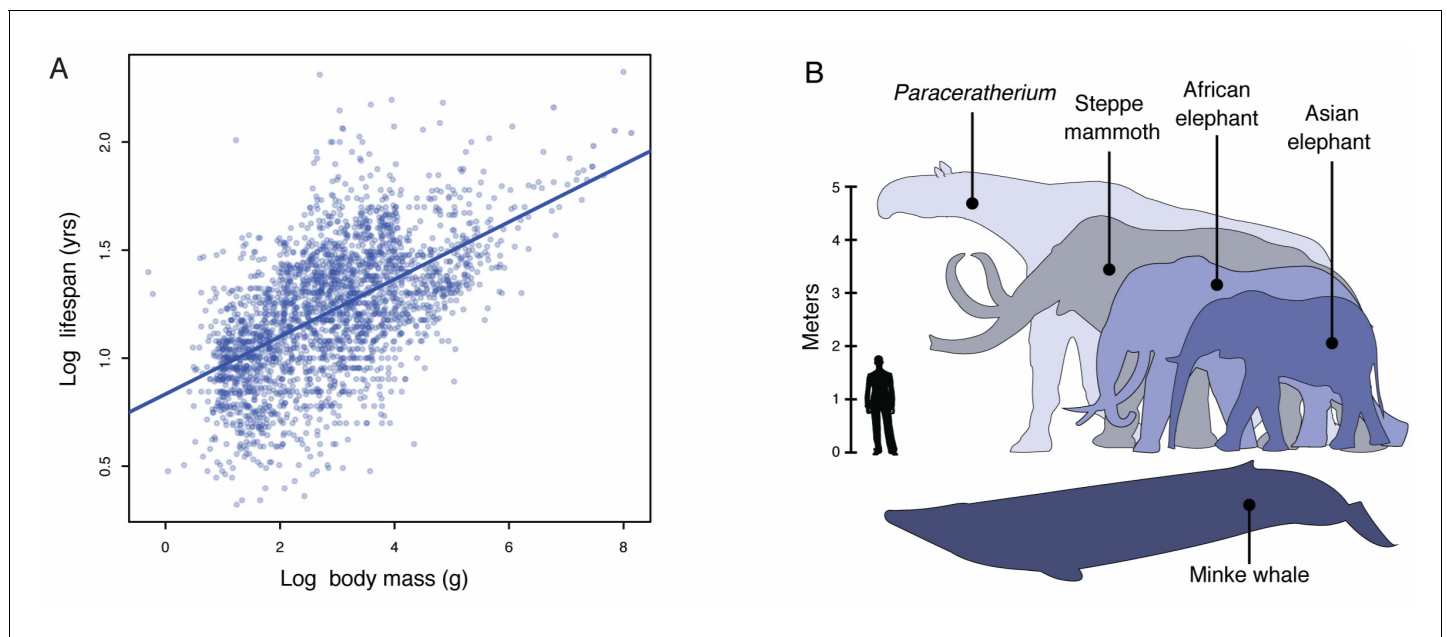 A
Log lifespan (yrs)
2.0
1.5
1.0
0.5
0 2 4 6 8
Log body mass (g)
B
Paraceratherium
Steppe
mammoth
African
elephant
Asian
elephant
Meters
5
4
3
2
1
0
Minke whale